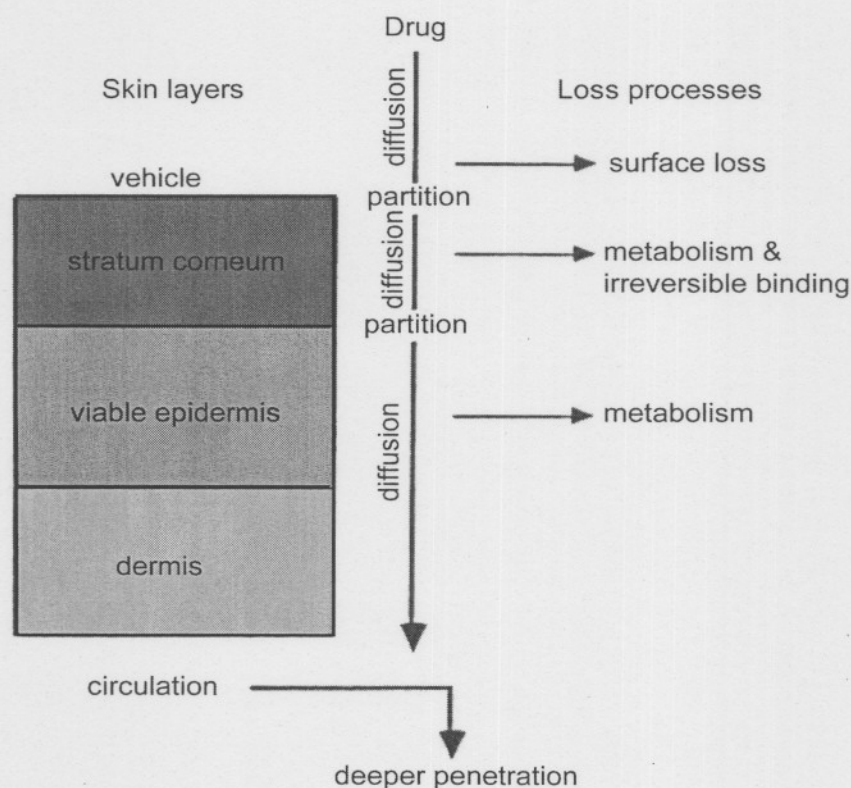 Drug
Skin layers
Loss processes
diffusion
surface loss
vehicle
partition
stratum corneum
diffusion
metabolism &
irreversible binding
partition
viable epidermis
diffusion
metabolism
dermis
circulation
deeper penetration